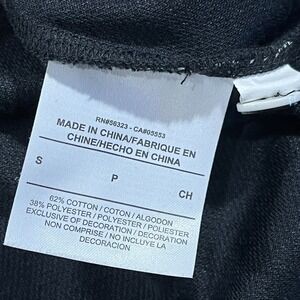 RN#56323 - CA#05553
MADE IN CHINA/FABRIQUE EN
CHINE/HECHO EN CHINA
S P CH
62% COTTON / COTON / ALGODON
38% POLYESTER / POLYESTER / POLIESTER
EXCLUSIVE OF DECORATION / DECORATION
NON COMPRISE / NO INCLUYE LA
DECORACION